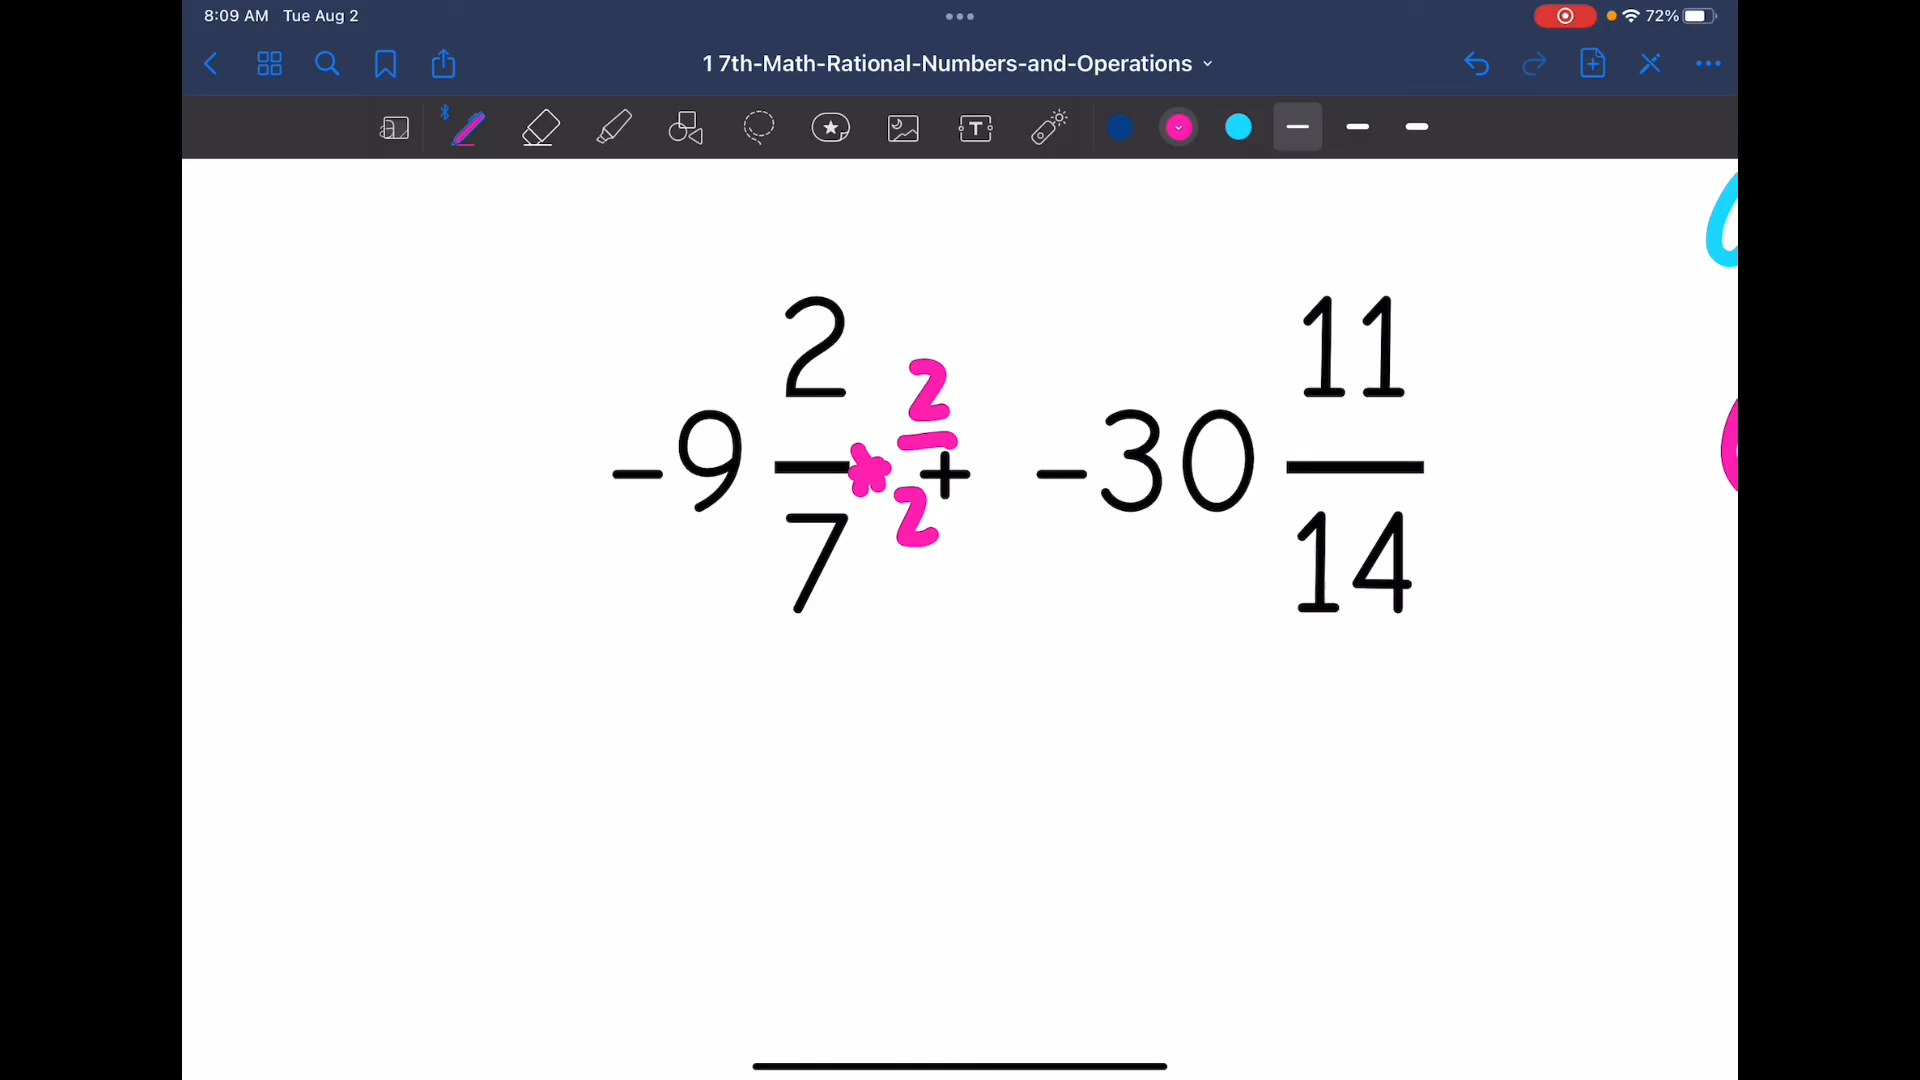 8:09 AM Tue Aug 2
72%
1 7th-Math-Rational-Numbers-and-Operations
-9 2/7 * 2/2 + -30 11/14